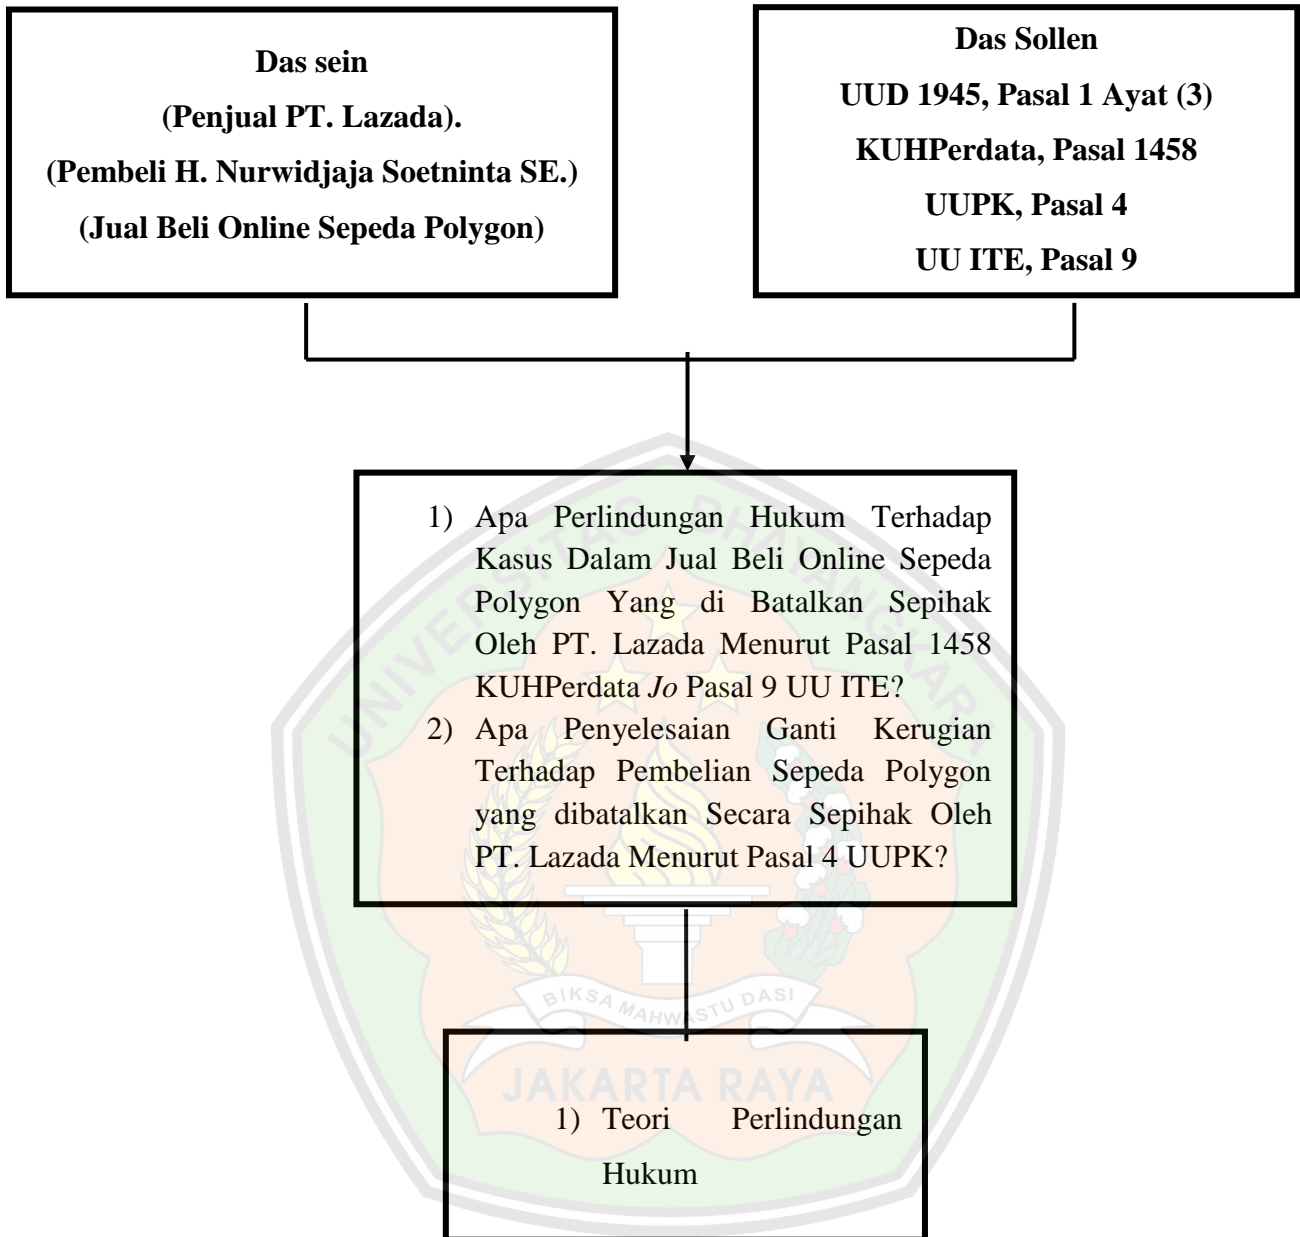 Das sein
(Penjual PT. Lazada).
(Pembeli H. Nurwidjaja Soetninta SE.)
(Jual Beli Online Sepeda Polygon)
Das Sollen
UUD 1945, Pasal 1 Ayat (3)
KUHPerdata, Pasal 1458
UUPK, Pasal 4
UU ITE, Pasal 9
1) Apa Perlindungan Hukum Terhadap
Kasus Dalam Jual Beli Online Sepeda
Polygon Yang di Batalkan Sepihak
Oleh PT. Lazada Menurut Pasal 1458
KUHPerdata Jo Pasal 9 UU ITE?
2) Apa Penyelesaian Ganti Kerugian
Terhadap Pembelian Sepeda Polygon
yang dibatalkan Secara Sepihak Oleh
PT. Lazada Menurut Pasal 4 UUPK?
1) Teori Perlindungan
Hukum
UNIVERSITAS BHAYANGKARA
BIKSA MAHWASTU DASI
JAKARTA RAYA